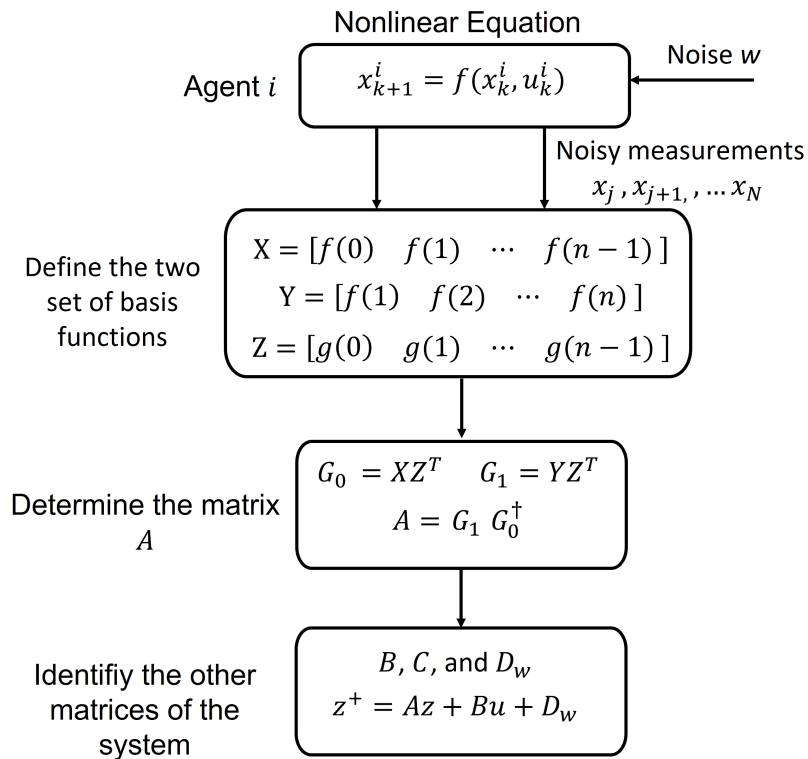 Nonlinear Equation
Agent i
x^i_{k+1} = f(x^i_k, u^i_k)
Noise w
Noisy measurements
x_j , x_{j+1,} , … x_N
Define the two
set of basis
functions
X = [f(0) f(1) ⋯ f(n − 1) ]
Y = [f(1) f(2) ⋯ f(n) ]
Z = [g(0) g(1) ⋯ g(n − 1) ]
Determine the matrix
A
G_0 = XZ^T G_1 = YZ^T
A = G_1 G_0^†
Identifiy the other
matrices of the
system
B, C, and D_w
z^+ = Az + Bu + D_w